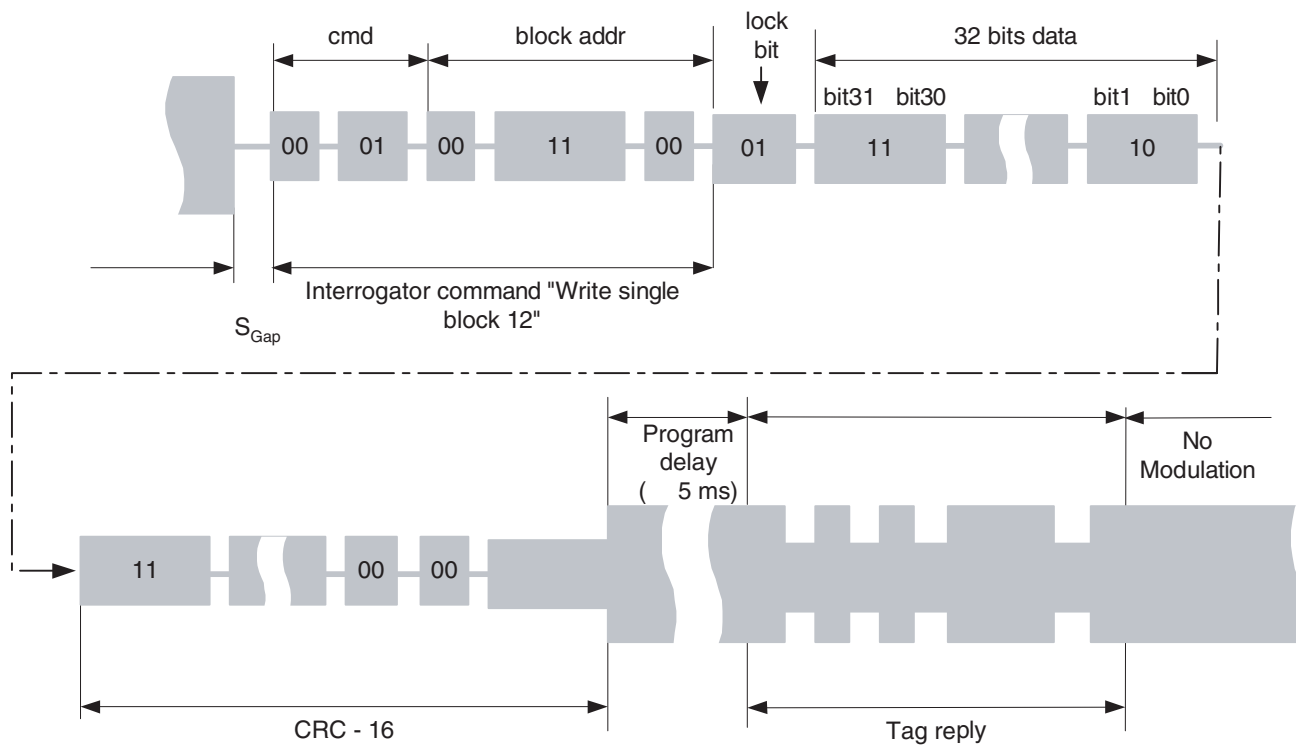 cmd
block addr
lock
bit
32 bits data
bit31 bit30
bit1 bit0
00 01 00 11 00 01 11 10
Interrogator command "Write single
block 12"
SGap
Program
delay
( 5 ms)
No
Modulation
11 00 00
CRC - 16
Tag reply